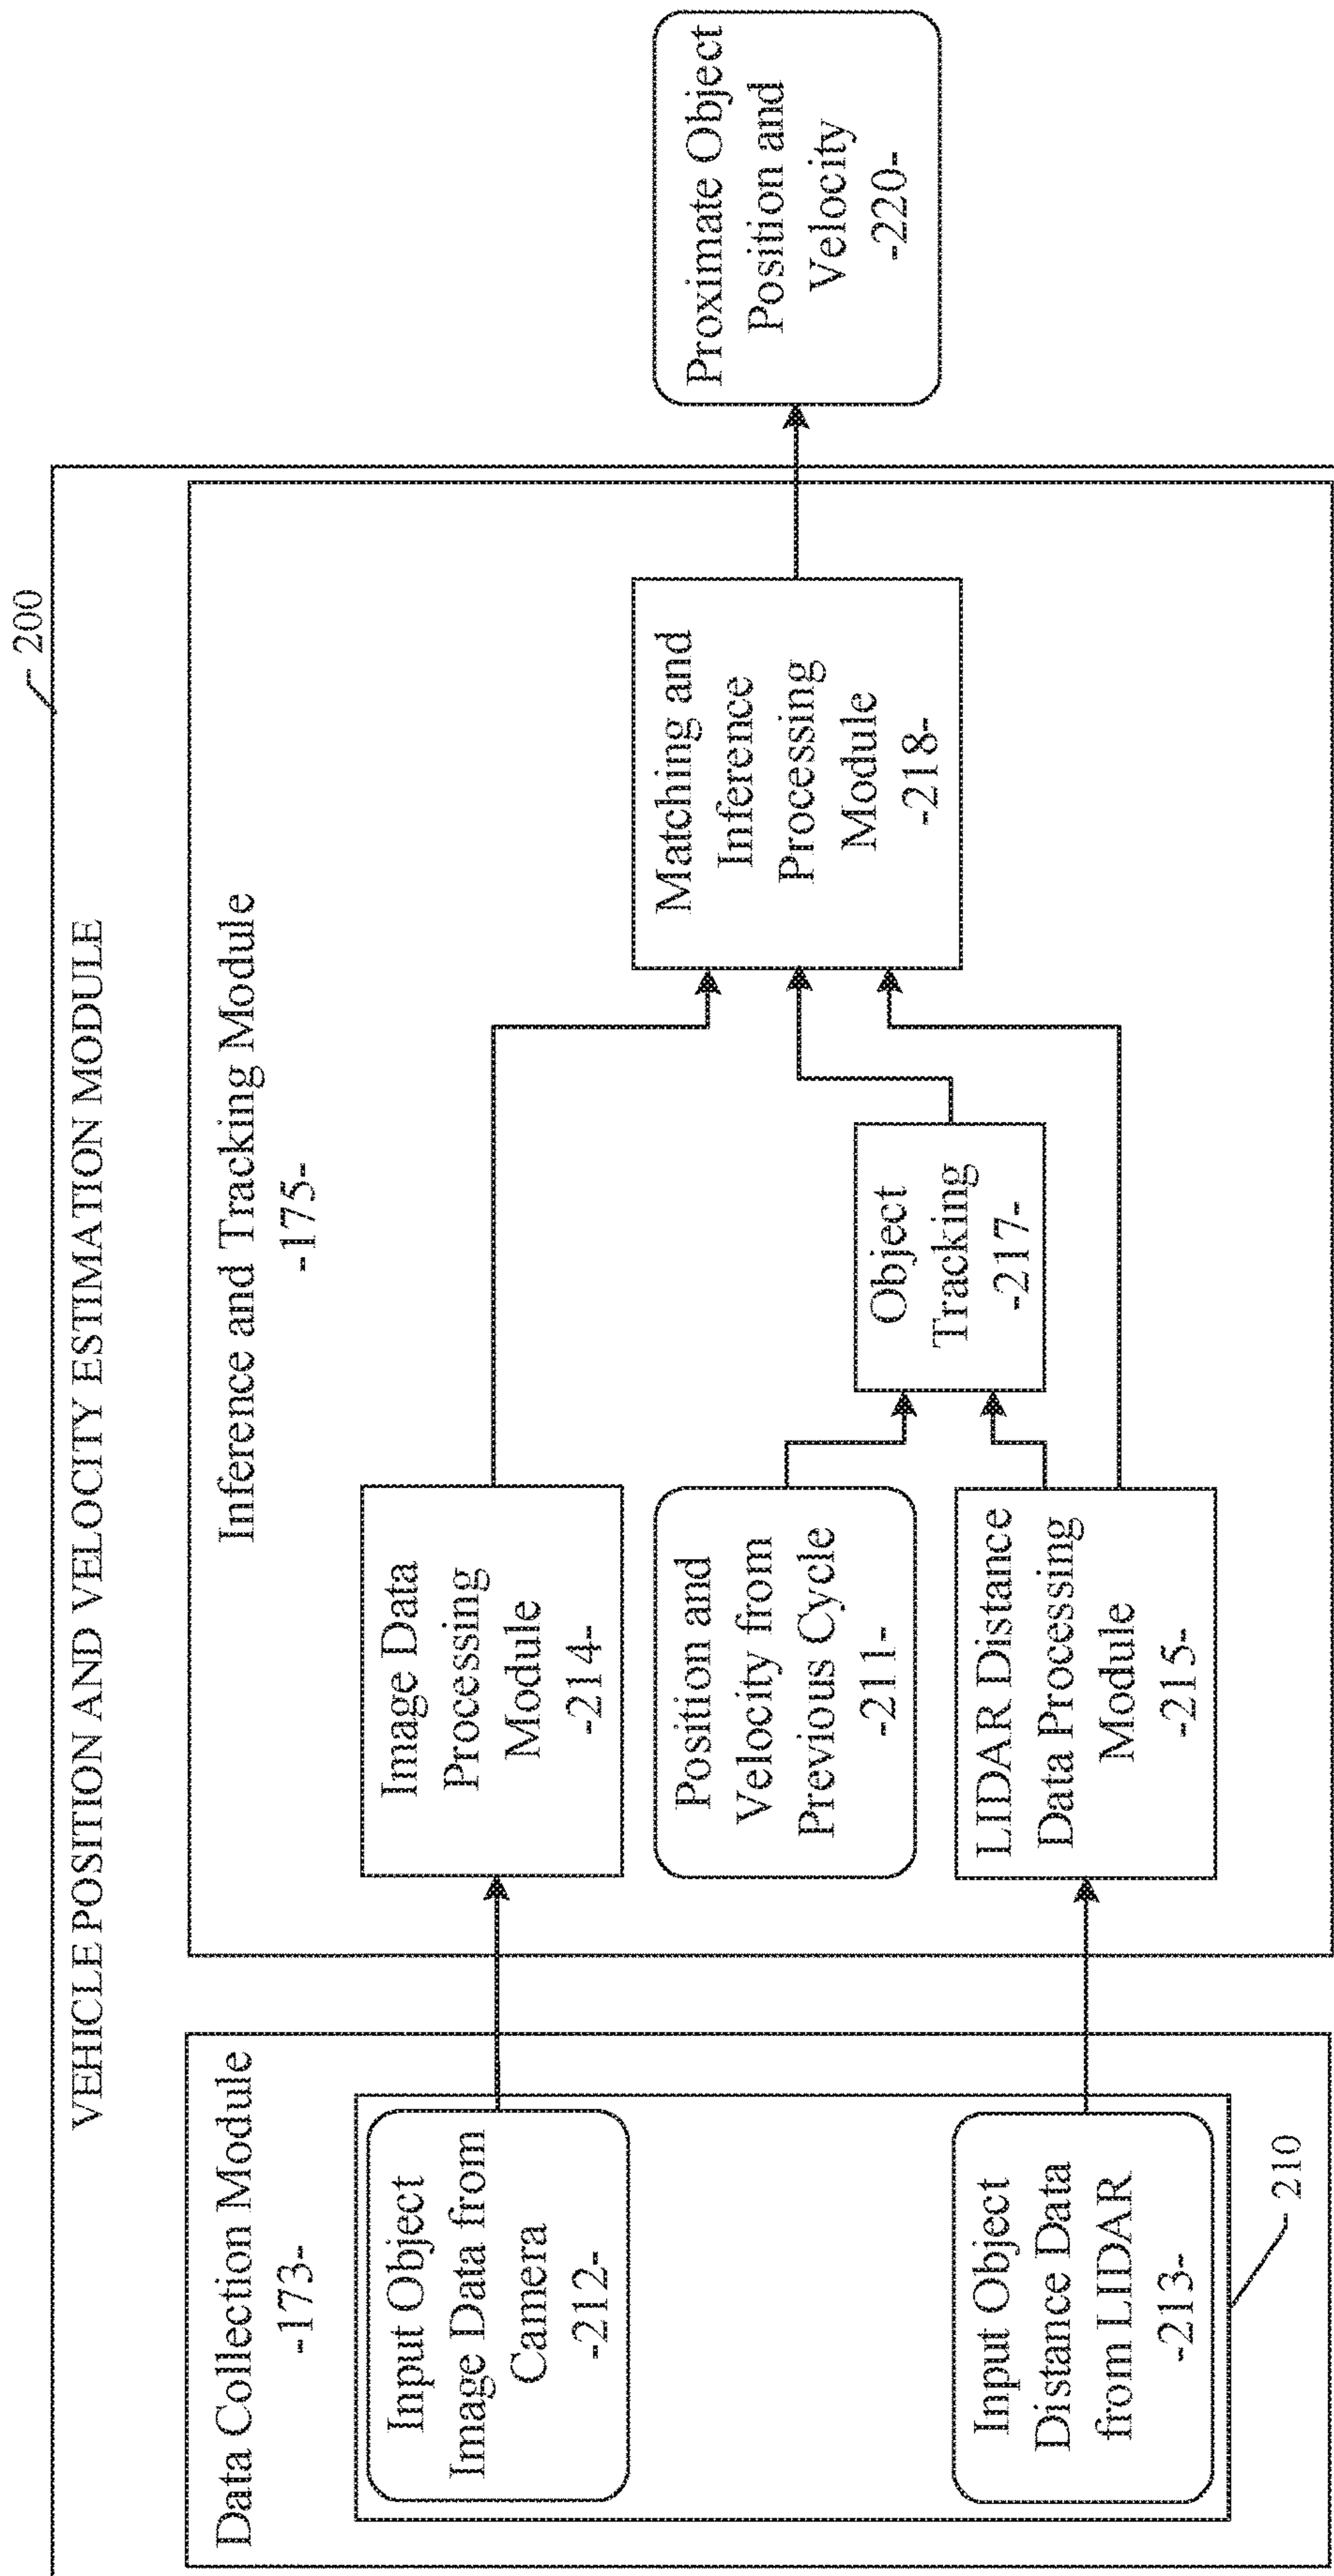 200
VEHICLE POSITION AND VELOCITY ESTIMATION MODULE
Data Collection Module
-173-
Input Object
Image Data from
Camera
-212-
Input Object
Distance Data
from LIDAR
-213-
210
Inference and Tracking Module
-175-
Image Data
Processing
Module
-214-
Position and
Velocity from
Previous Cycle
-211-
LIDAR Distance
Data Processing
Module
-215-
Object
Tracking
-217-
Matching and
Inference
Processing
Module
-218-
Proximate Object
Position and
Velocity
-220-